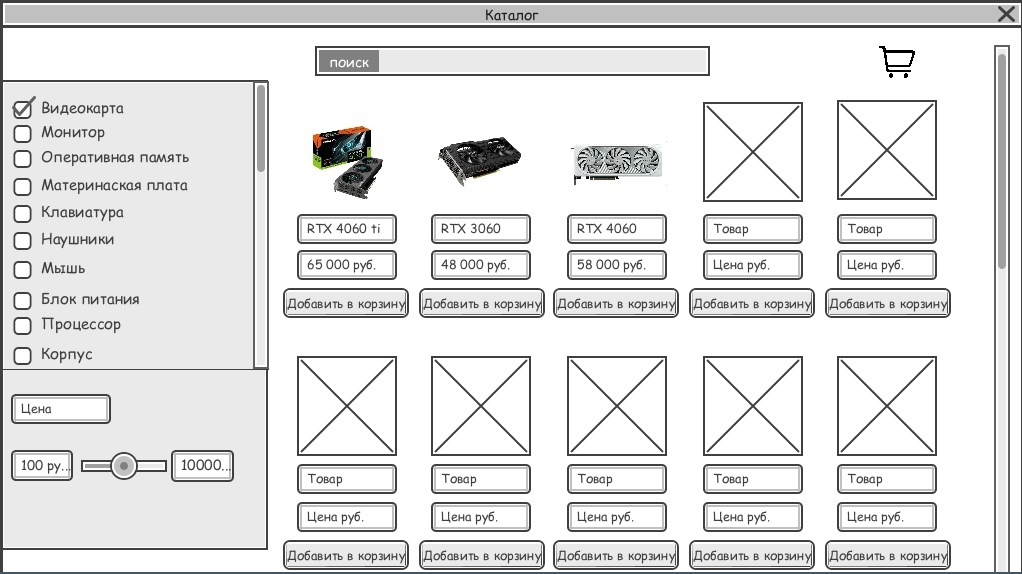 Каталог
поиск
Видеокарта
Монитор
Оперативная память
Материнаская плата
Клавиатура
Наушники
Мышь
Блок питания
Процессор
Корпус
Цена
100 ру...
10000...
RTX 4060 ti
RTX 3060
RTX 4060
Товар
Товар
65 000 руб.
48 000 руб.
58 000 руб.
Цена руб.
Цена руб.
Добавить в корзину
Добавить в корзину
Добавить в корзину
Добавить в корзину
Добавить в корзину
Товар
Товар
Товар
Товар
Товар
Цена руб.
Цена руб.
Цена руб.
Цена руб.
Цена руб.
Добавить в корзину
Добавить в корзину
Добавить в корзину
Добавить в корзину
Добавить в корзину